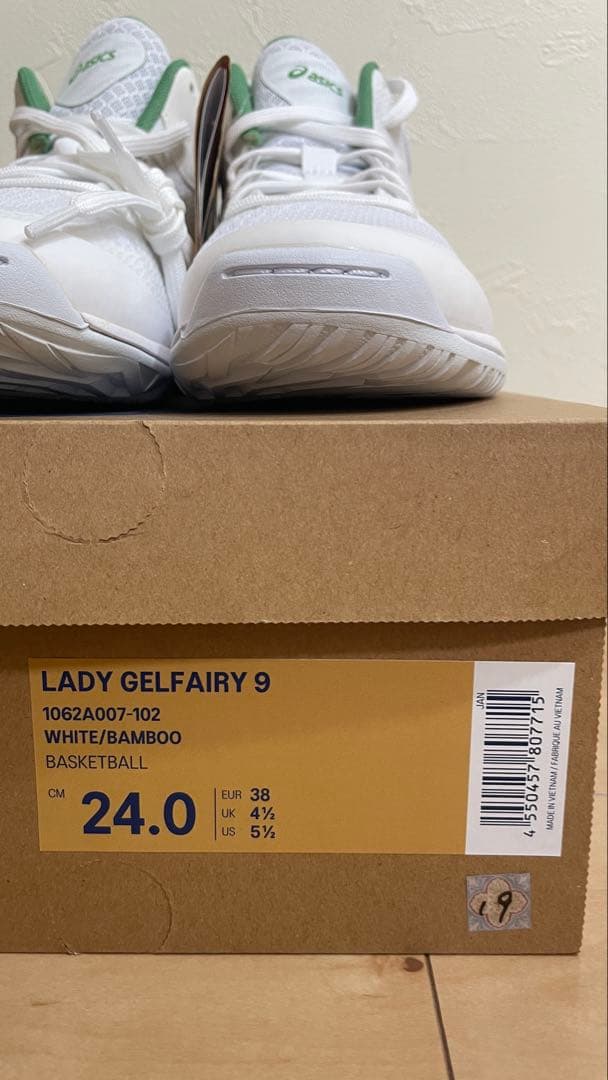 asics
asics
LADY GELFAIRY 9
1062A007-102
WHITE/BAMBOO
BASKETBALL
CM 24.0
EUR 38
UK 4½
US 5½
JAN
4 550457 807715
MADE IN VIETNAM / FABRIQUE AU VIETNAM